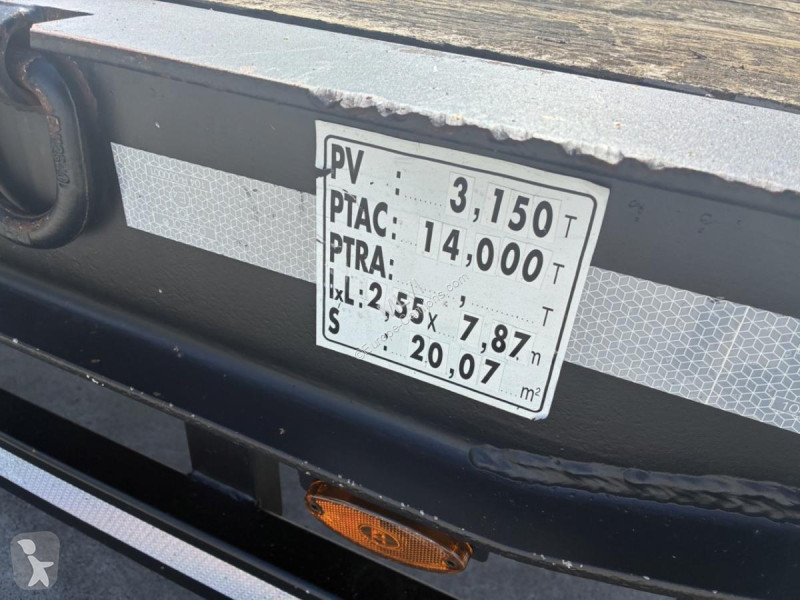 PV : 3,150 T
PTAC: 14,000 T
PTRA: , T
lxL: 2,55 x 7,87 m
S : 20,07 m²